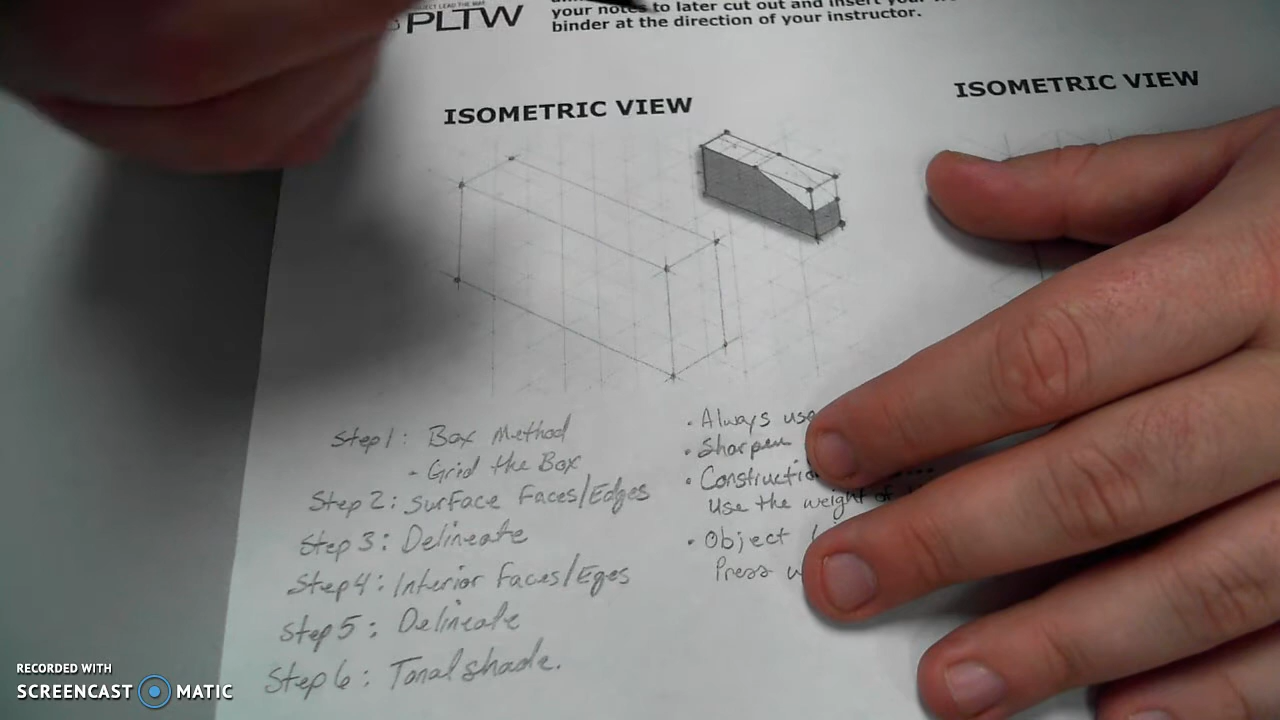 PLTW
your notes to later cut out and insert
binder at the direction of your instructor.
ISOMETRIC VIEW
ISOMETRIC VIEW
Step 1: Box Method
- Grid the Box
Step 2: Surface Faces/Edges
Step 3: Delineate
Step 4: Interior Faces/Eges
Step 5: Delineate
Step 6: Tonal shade.
• Always use
• Sharpen
• Constructio
Use the weight of
• Object
Press
RECORDED WITH
SCREENCAST MATIC